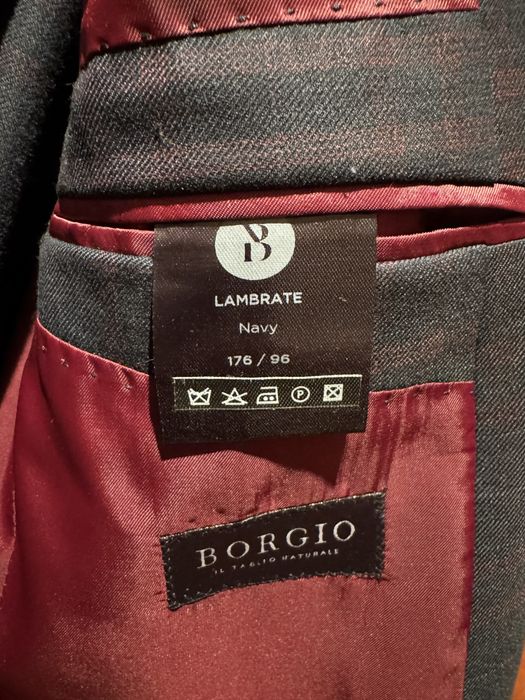 B
LAMBRATE
Navy
176 / 96
P
BORGIO
IL TAGLIO NATURALE